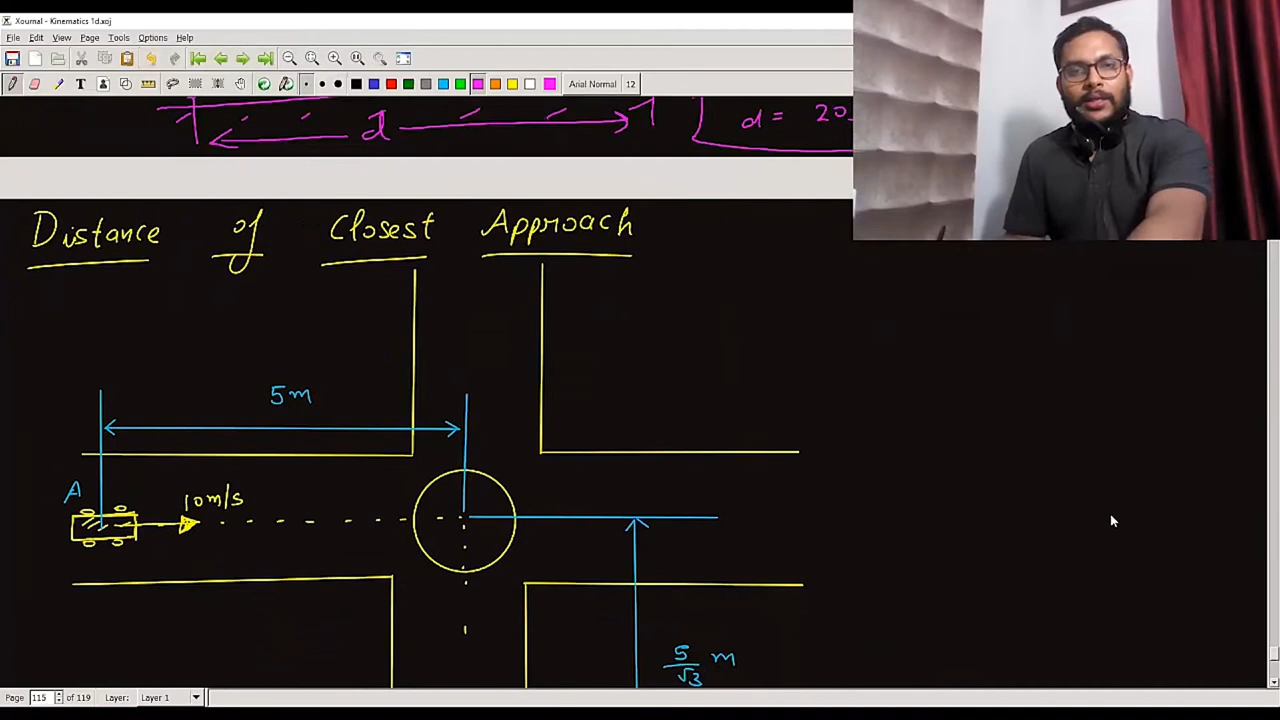 Xournal - Kinematics 1d.xoj
File Edit View Page Tools Options Help
Arial Normal 12
d
d = 20
Distance of Closest Approach
5m
A
10m/s
5/√3 m
Page 115 of 119 Layer: Layer 1